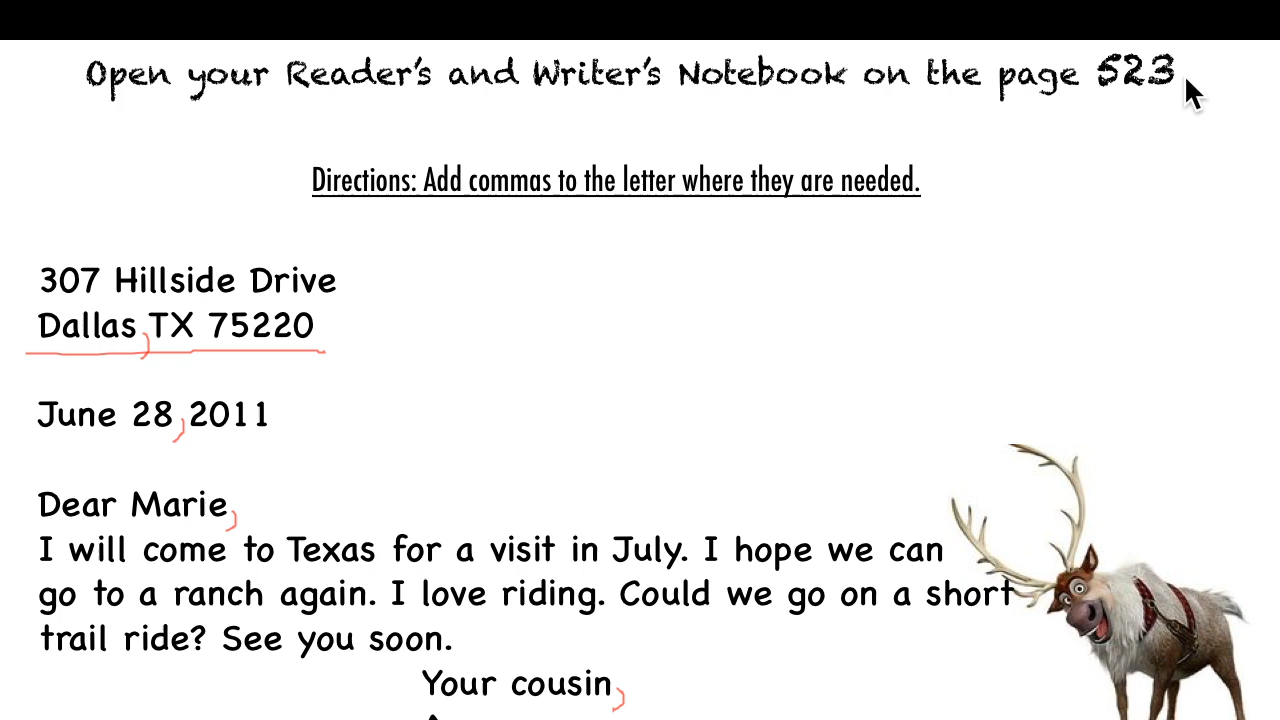 Open your Reader's and Writer's Notebook on the page 523
Directions: Add commas to the letter where they are needed.
307 Hillside Drive
Dallas, TX 75220
June 28, 2011
Dear Marie,
I will come to Texas for a visit in July. I hope we can
go to a ranch again. I love riding. Could we go on a short
trail ride? See you soon.
Your cousin,